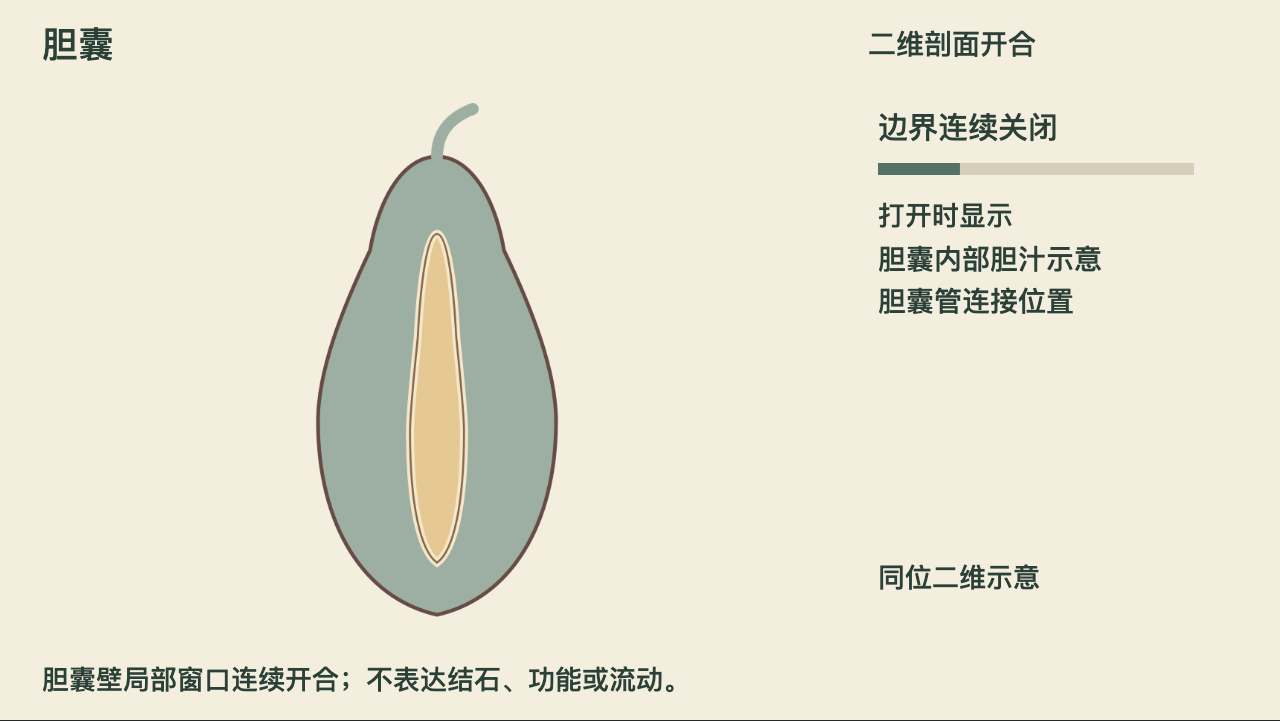 胆囊
二维剖面开合
边界连续关闭
打开时显示
胆囊内部胆汁示意
胆囊管连接位置
同位二维示意
胆囊壁局部窗口连续开合；不表达结石、功能或流动。